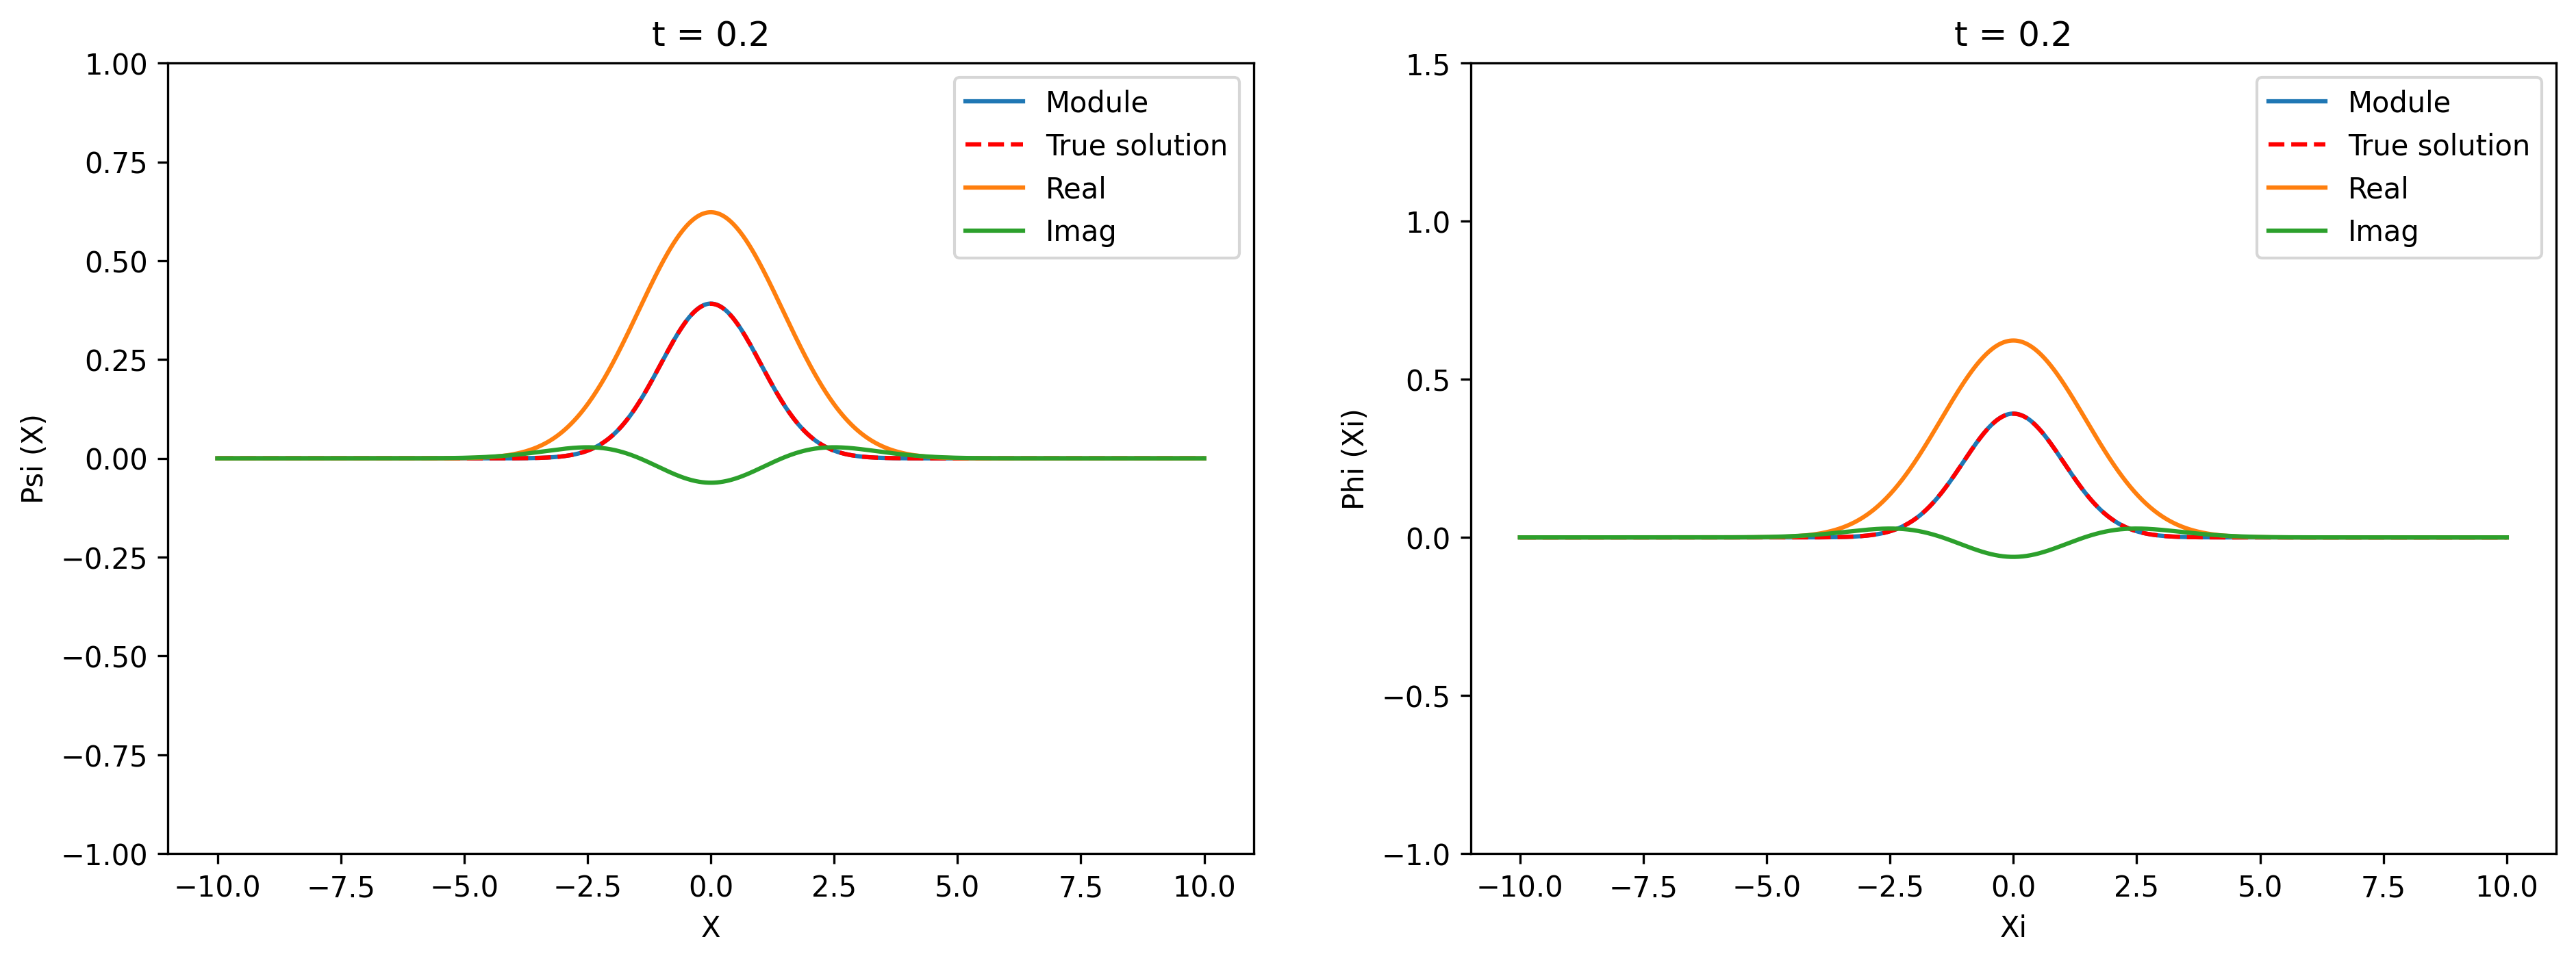 t = 0.2
1.00
0.75
0.50
0.25
0.00
−0.25
−0.50
−0.75
−1.00
Psi (X)
−10.0 −7.5 −5.0 −2.5 0.0 2.5 5.0 7.5 10.0
X
Module
True solution
Real
Imag
t = 0.2
1.5
1.0
0.5
0.0
−0.5
−1.0
Phi (Xi)
−10.0 −7.5 −5.0 −2.5 0.0 2.5 5.0 7.5 10.0
Xi
Module
True solution
Real
Imag